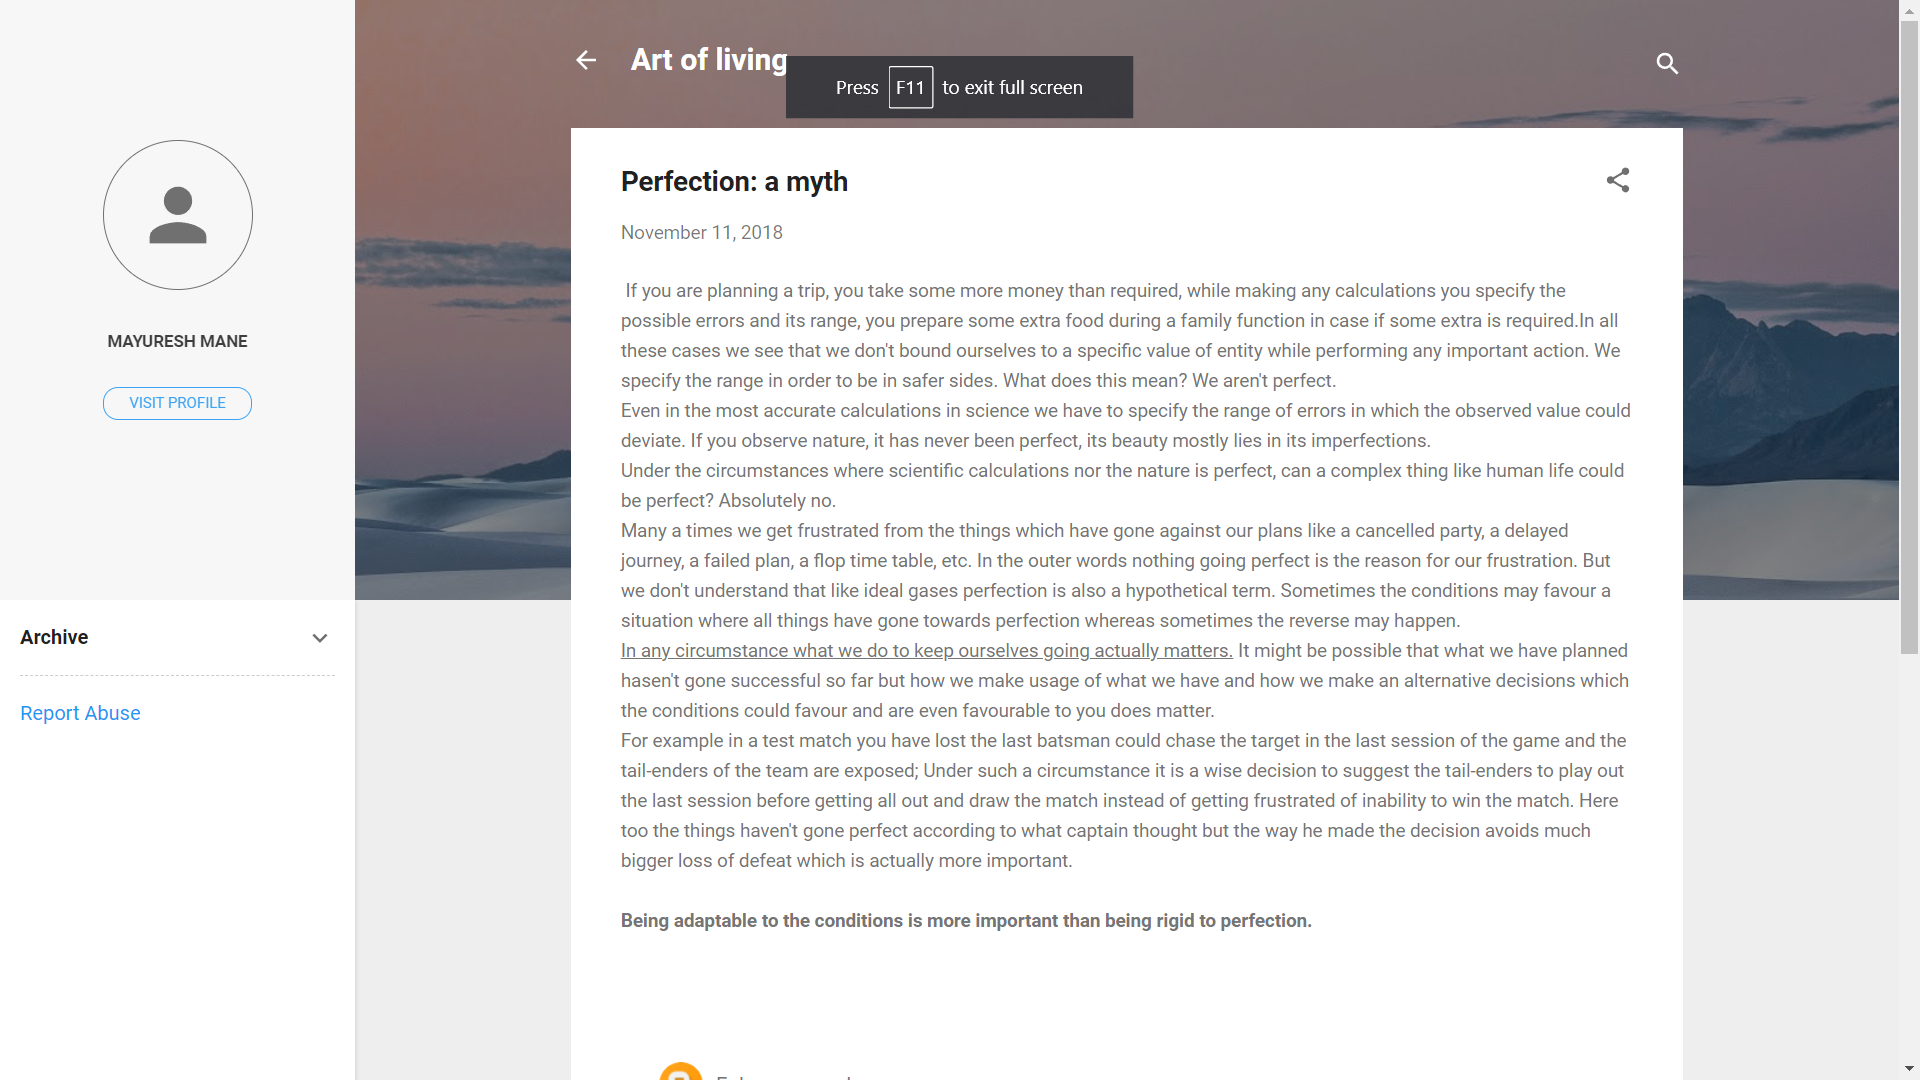 Art of living
Press F11 to exit full screen
MAYURESH MANE
VISIT PROFILE
Archive
Report Abuse
Perfection: a myth
November 11, 2018
If you are planning a trip, you take some more money than required, while making any calculations you specify the
possible errors and its range, you prepare some extra food during a family function in case if some extra is required.In all
these cases we see that we don't bound ourselves to a specific value of entity while performing any important action. We
specify the range in order to be in safer sides. What does this mean? We aren't perfect.
Even in the most accurate calculations in science we have to specify the range of errors in which the observed value could
deviate. If you observe nature, it has never been perfect, its beauty mostly lies in its imperfections.
Under the circumstances where scientific calculations nor the nature is perfect, can a complex thing like human life could
be perfect? Absolutely no.
Many a times we get frustrated from the things which have gone against our plans like a cancelled party, a delayed
journey, a failed plan, a flop time table, etc. In the outer words nothing going perfect is the reason for our frustration. But
we don't understand that like ideal gases perfection is also a hypothetical term. Sometimes the conditions may favour a
situation where all things have gone towards perfection whereas sometimes the reverse may happen.
In any circumstance what we do to keep ourselves going actually matters. It might be possible that what we have planned
hasen't gone successful so far but how we make usage of what we have and how we make an alternative decisions which
the conditions could favour and are even favourable to you does matter.
For example in a test match you have lost the last batsman could chase the target in the last session of the game and the
tail-enders of the team are exposed; Under such a circumstance it is a wise decision to suggest the tail-enders to play out
the last session before getting all out and draw the match instead of getting frustrated of inability to win the match. Here
too the things haven't gone perfect according to what captain thought but the way he made the decision avoids much
bigger loss of defeat which is actually more important.
Being adaptable to the conditions is more important than being rigid to perfection.